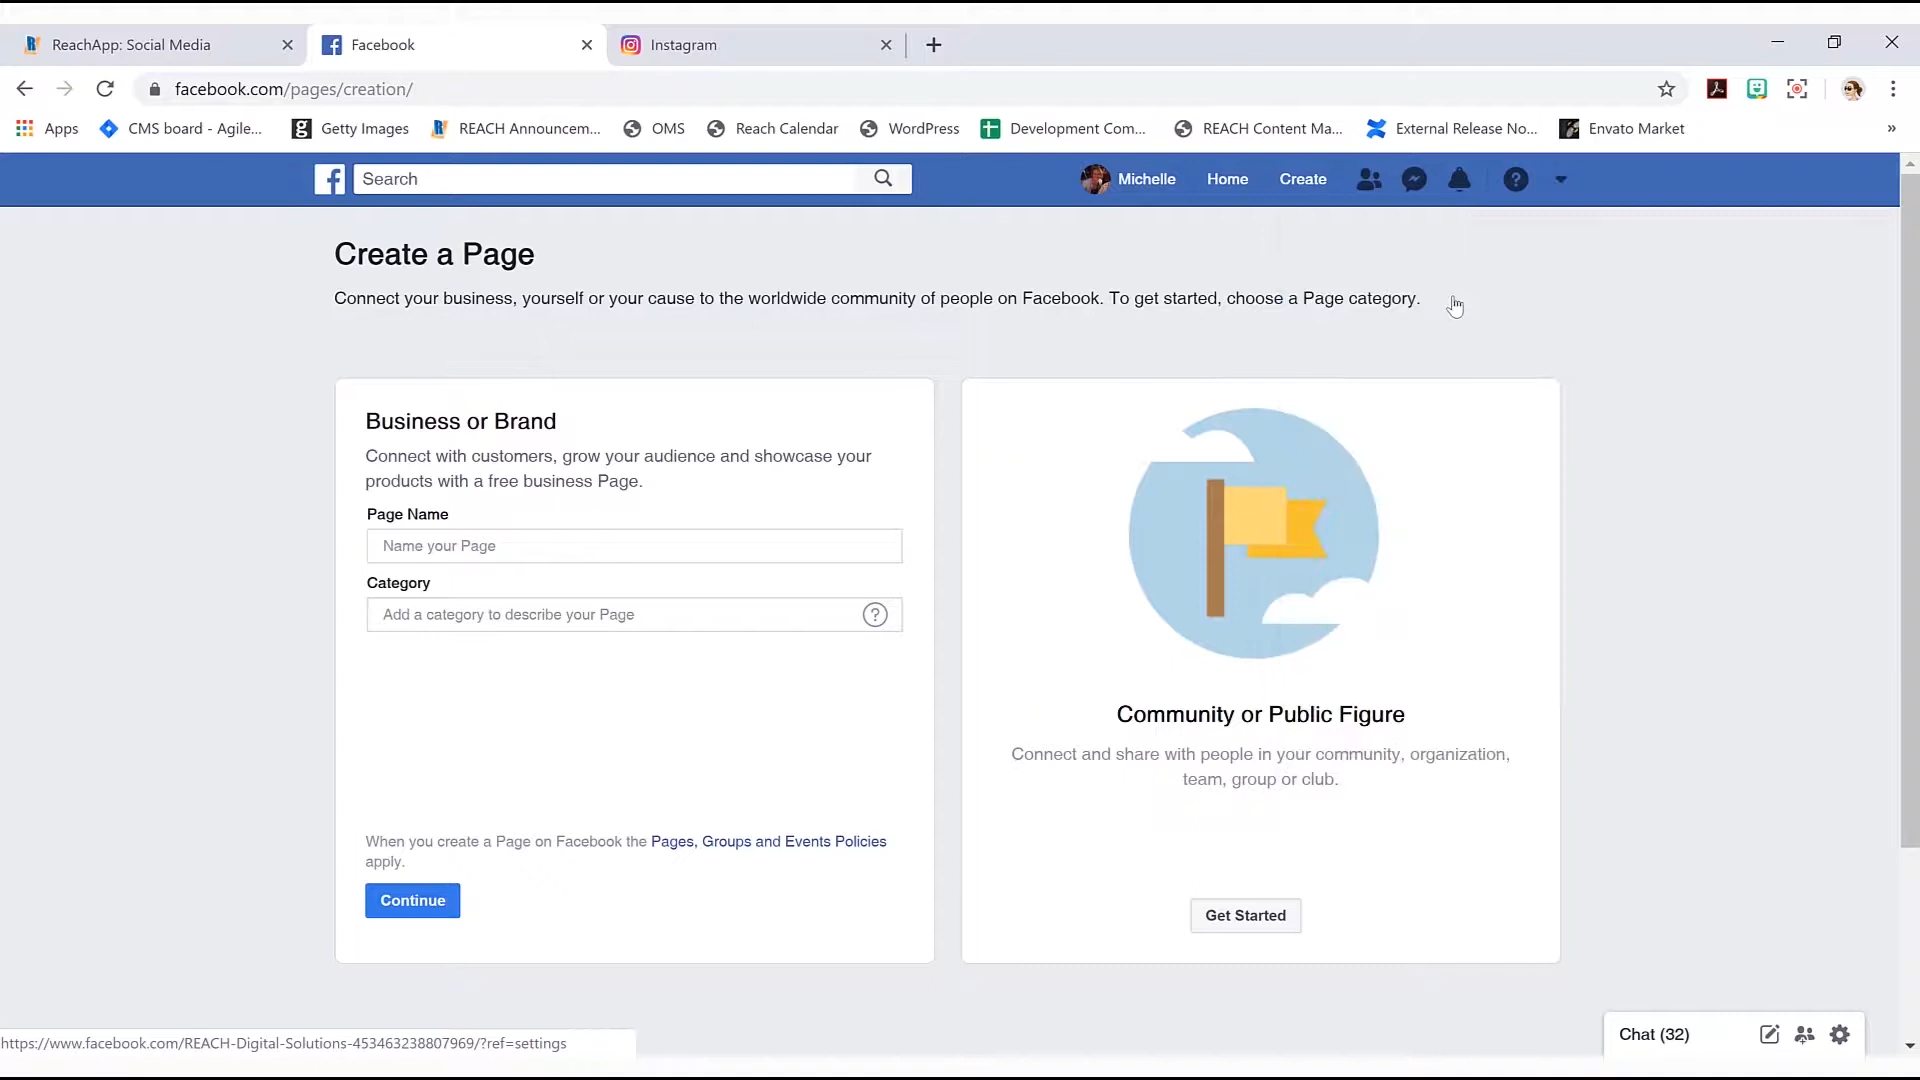 ReachApp: Social Media
Facebook
Instagram
facebook.com/pages/creation/
Apps
CMS board - Agile...
Getty Images
REACH Announcem...
OMS
Reach Calendar
WordPress
Development Com...
REACH Content Ma...
External Release No...
Envato Market
»
Search
Michelle
Home
Create
Create a Page
Connect your business, yourself or your cause to the worldwide community of people on Facebook. To get started, choose a Page category.
Business or Brand
Connect with customers, grow your audience and showcase your
products with a free business Page.
Page Name
Name your Page
Category
Add a category to describe your Page
When you create a Page on Facebook the Pages, Groups and Events Policies
apply.
Continue
Community or Public Figure
Connect and share with people in your community, organization,
team, group or club.
Get Started
Chat (32)
https://www.facebook.com/REACH-Digital-Solutions-453463238807969/?ref=settings